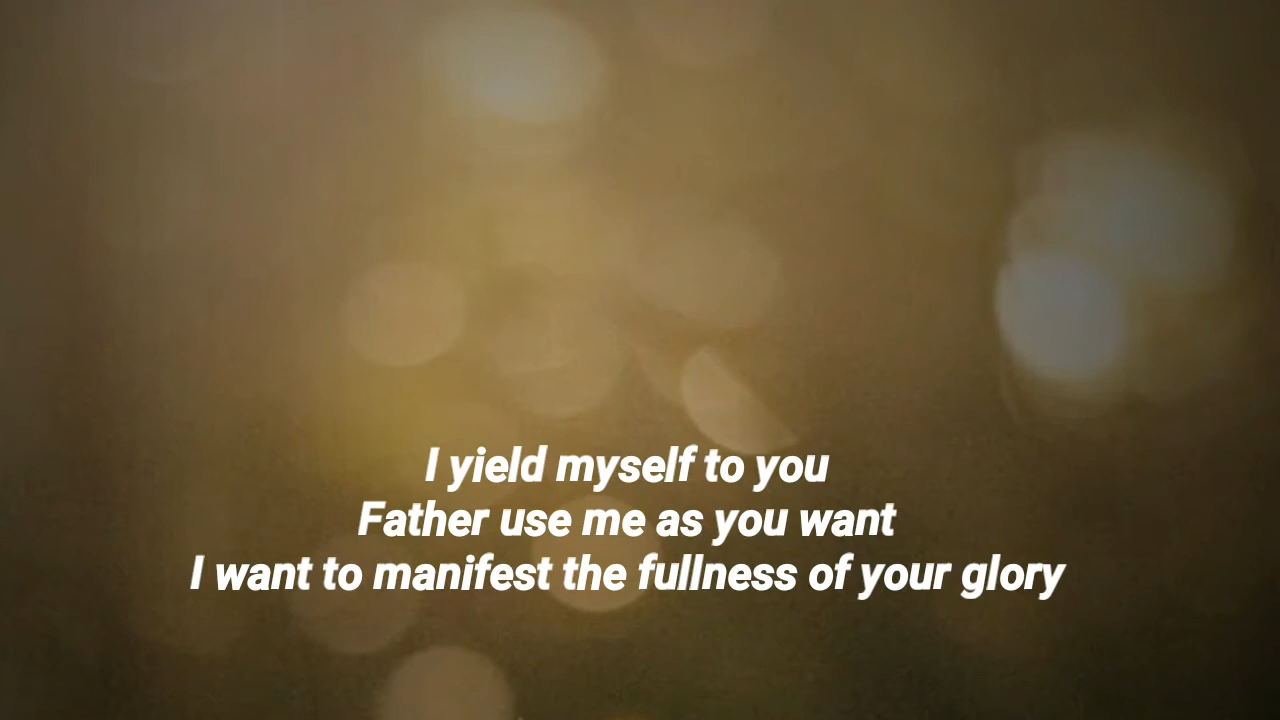 I yield myself to you
Father use me as you want
I want to manifest the fullness of your glory